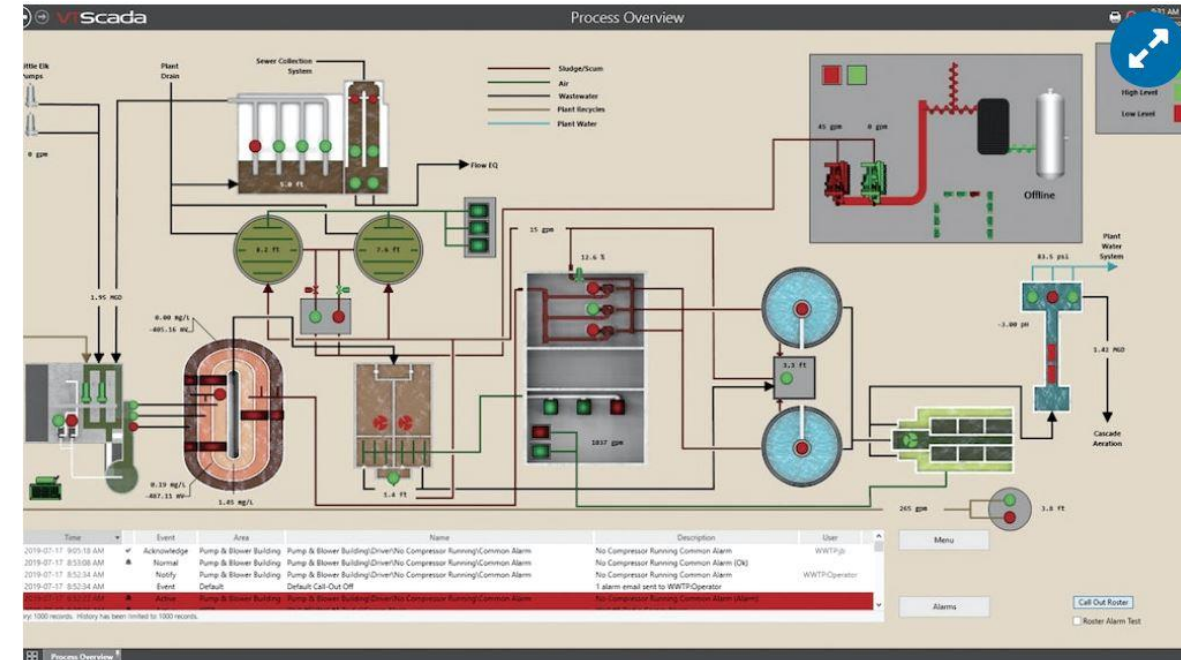 VTScada
Process Overview
9:31 AM
Plant
Drain
Sewer Collection
System
Sludge/Scum
Air
Wastewater
Plant Recycles
Plant Water
High Level
Low Level
0 gpm
5.0 ft
Flow EQ
45 gpm
0 gpm
Offline
8.2 ft
7.6 ft
15 gpm
12.6 %
Plant
Water
System
83.5 psi
1.95 MGD
0.00 mg/L
-405.16 mV
-3.00 pH
3.3 ft
1.42 MGD
1037 gpm
Cascade
Aeration
0.19 mg/L
-467.11 mV
1.05 mg/L
5.4 ft
265 gpm
3.8 ft
Time Event Area Name Description User
2019-07-17 9:05:18 AM Acknowledge Pump & Blower Building Pump & Blower Building\Driver\No Compressor Running\Common Alarm No Compressor Running Common Alarm WWTP:jb
2019-07-17 8:53:08 AM Normal Pump & Blower Building Pump & Blower Building\Driver\No Compressor Running\Common Alarm No Compressor Running Common Alarm (Ok)
2019-07-17 8:52:34 AM Notify Pump & Blower Building Pump & Blower Building\Driver\No Compressor Running\Common Alarm No Compressor Running Common Alarm WWTP:Operator
2019-07-17 8:52:34 AM Event Default Default Call-Out Off 1 alarm email sent to WWTP:Operator
Active Pump & Blower Building Pump & Blower Building\Driver\No Compressor Running\Common Alarm No Compressor Running Common Alarm (Alarm)
1000 records. History has been limited to 1000 records.
Menu
Alarms
Call Out Roster
Roster Alarm Test
Process Overview